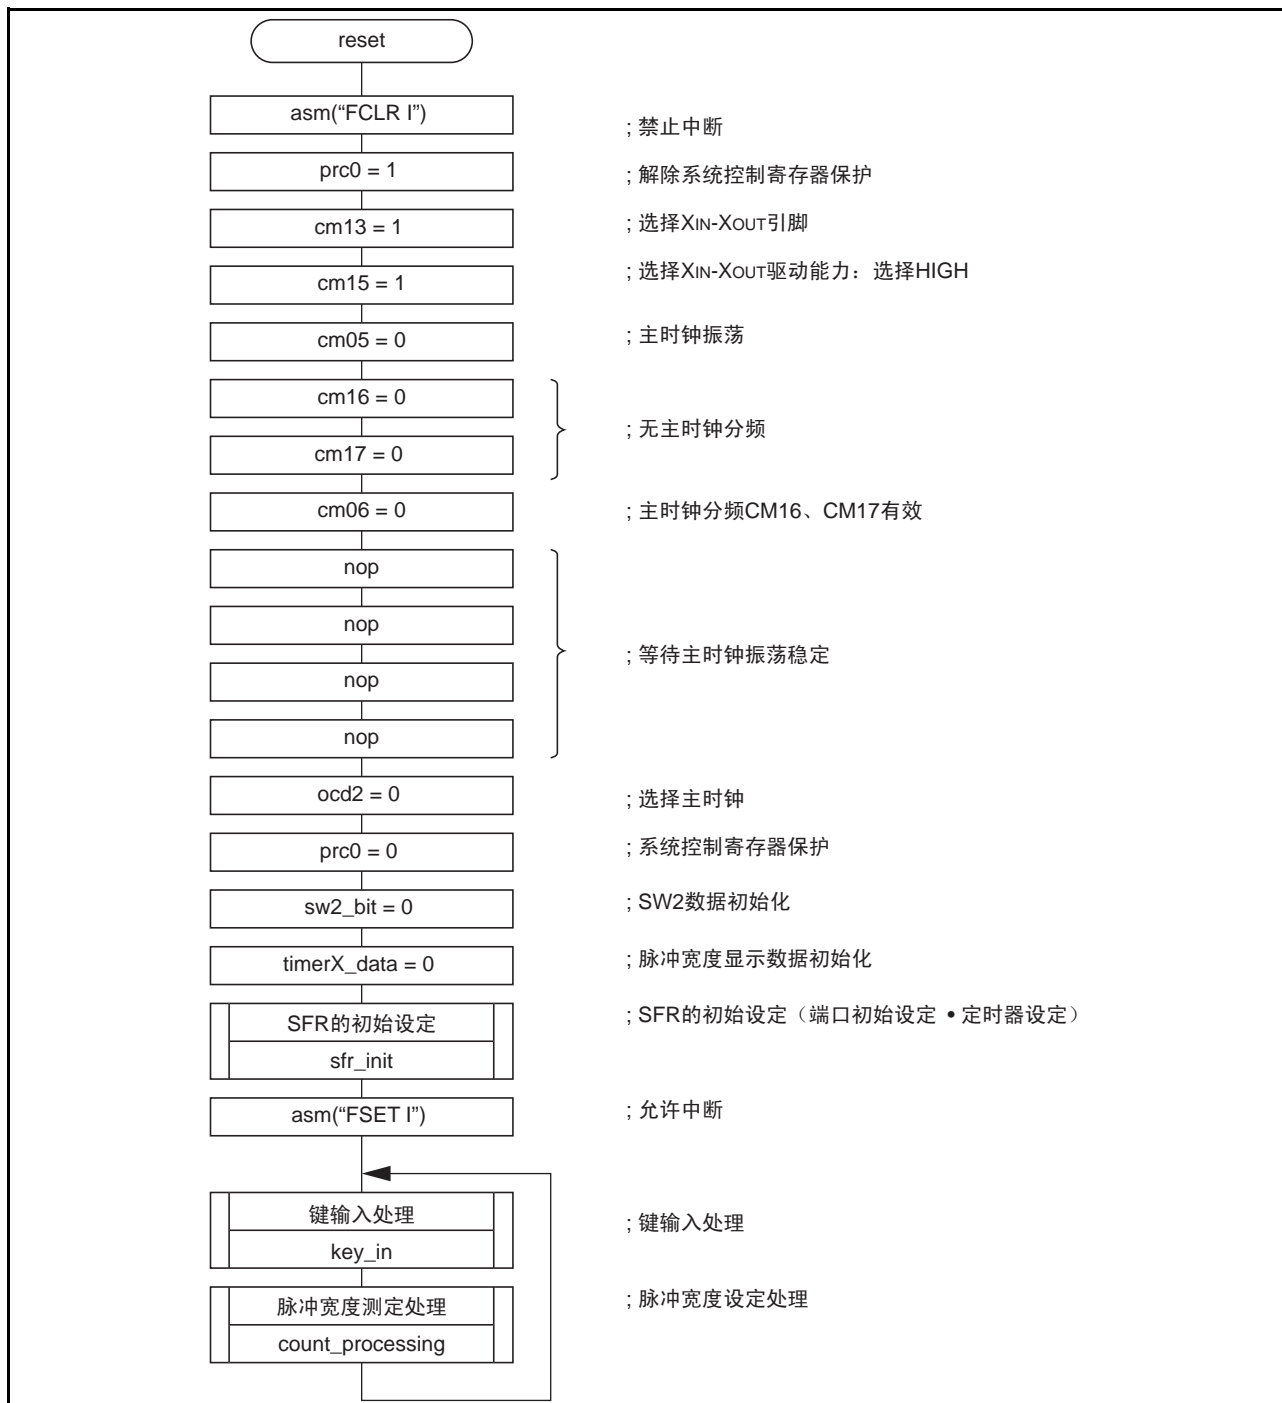 reset
asm(“FCLR I”)
; 禁止中断
prc0 = 1
; 解除系统控制寄存器保护
cm13 = 1
; 选择XIN-XOUT引脚
cm15 = 1
; 选择XIN-XOUT驱动能力：选择HIGH
cm05 = 0
; 主时钟振荡
cm16 = 0
cm17 = 0
; 无主时钟分频
cm06 = 0
; 主时钟分频CM16、CM17有效
nop
nop
nop
nop
; 等待主时钟振荡稳定
ocd2 = 0
; 选择主时钟
prc0 = 0
; 系统控制寄存器保护
sw2_bit = 0
; SW2数据初始化
timerX_data = 0
; 脉冲宽度显示数据初始化
SFR的初始设定
sfr_init
; SFR的初始设定（端口初始设定 • 定时器设定）
asm(“FSET I”)
; 允许中断
键输入处理
key_in
; 键输入处理
脉冲宽度测定处理
count_processing
; 脉冲宽度设定处理